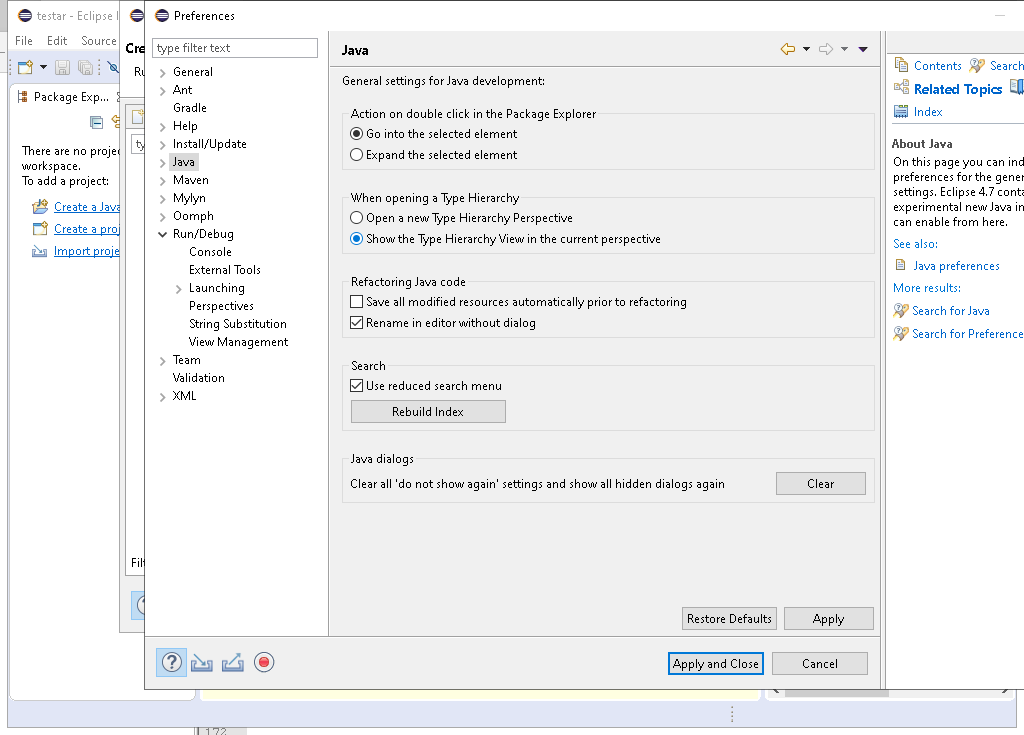 testar - Eclipse I
Preferences
File Edit Source
Cre
type filter text
Java
Ru
Contents
Search
Package Exp...
General
General settings for Java development:
Related Topics
Ant
Index
Gradle
Action on double click in the Package Explorer
Help
Go into the selected element
There are no proje
workspace.
To add a project:
ty
Install/Update
Expand the selected element
About Java
Java
On this page you can ind
preferences for the gener
settings. Eclipse 4.7 conta
experimental new Java in
can enable from here.
Maven
Mylyn
When opening a Type Hierarchy
Create a Java
Oomph
Open a new Type Hierarchy Perspective
Create a proj
Run/Debug
Show the Type Hierarchy View in the current perspective
See also:
Import proje
Console
External Tools
Java preferences
Launching
Refactoring Java code
More results:
Perspectives
Save all modified resources automatically prior to refactoring
Search for Java
String Substitution
Rename in editor without dialog
Search for Preference
View Management
Team
Search
Validation
Use reduced search menu
XML
Rebuild Index
Java dialogs
Clear all 'do not show again' settings and show all hidden dialogs again
Clear
Filt
Restore Defaults
Apply
?
Apply and Close
Cancel
172